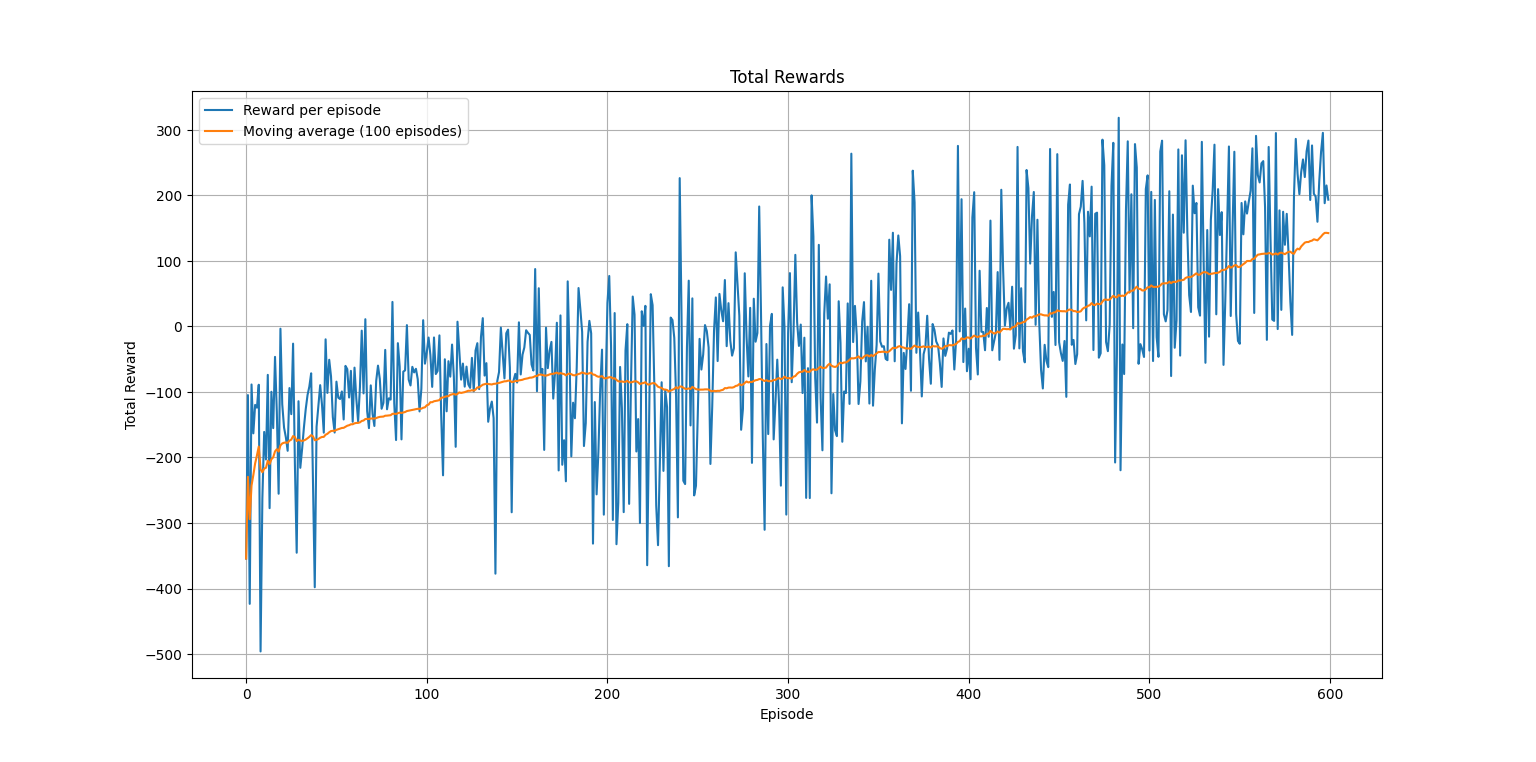 Total Rewards
Reward per episode
Moving average (100 episodes)
Total Reward
300
200
100
0
−100
−200
−300
−400
−500
0 100 200 300 400 500 600
Episode